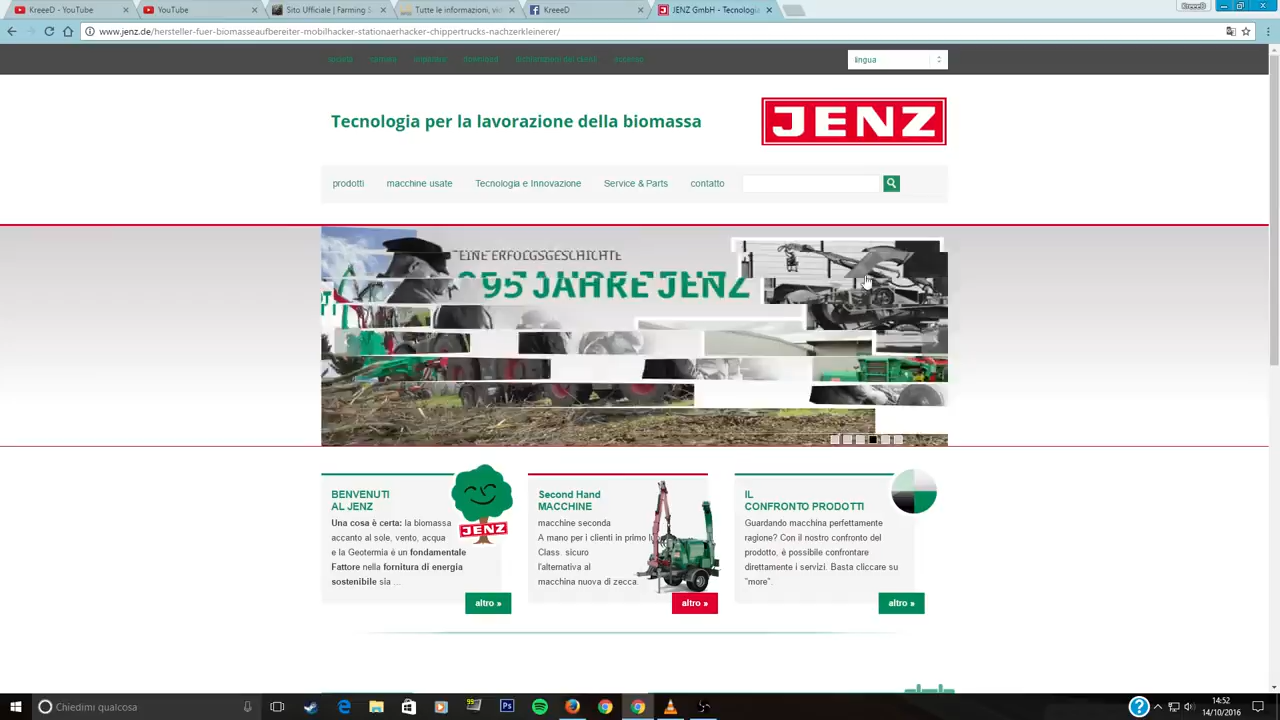 KreeeD - YouTube
YouTube
Sito Ufficiale | Farming S
Tutte le informazioni, vie
KreeeD
JENZ GmbH - Tecnologi
KreeeD
www.jenz.de/hersteller-fuer-biomasseaufbereiter-mobilhacker-stationaerhacker-chippertrucks-nachzerkleinerer/
società
carriera
download
lingua
Tecnologia per la lavorazione della biomassa
JENZ
prodotti
macchine usate
Tecnologia e Innovazione
Service & Parts
contatto
EINE ERFOLGSGESCHICHTE
95 JAHRE JENZ
BENVENUTI
AL JENZ
Una cosa è certa: la biomassa
accanto al sole, vento, acqua
e la Geotermia è un fondamentale
Fattore nella fornitura di energia
sostenibile sia ...
JENZ
altro »
Second Hand
MACCHINE
macchine seconda
A mano per i clienti in primo l
Class. sicuro
l'alternativa al
macchina nuova di zecca.
altro »
IL
CONFRONTO PRODOTTI
Guardando macchina perfettamente
ragione? Con il nostro confronto del
prodotto, è possibile confrontare
direttamente i servizi. Basta cliccare su
"more".
altro »
Chiedimi qualcosa
14:52
14/10/2016